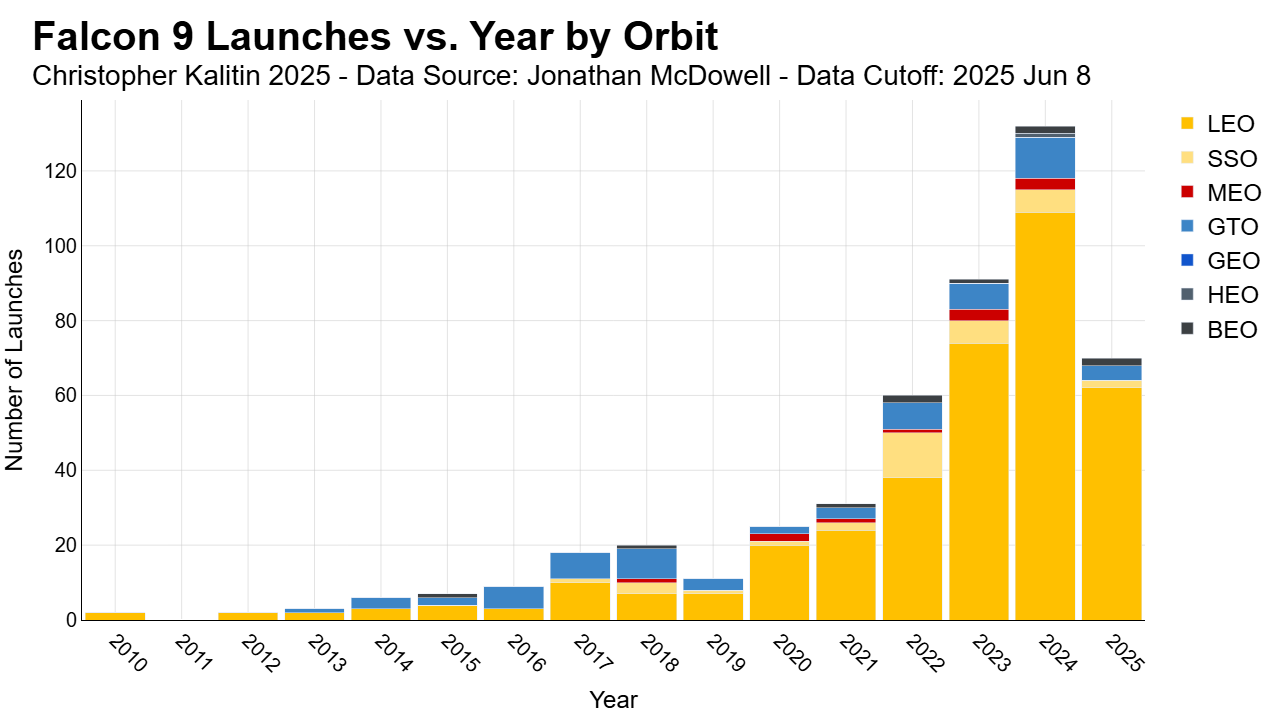 Falcon 9 Launches vs. Year by Orbit
Christopher Kalitin 2025 - Data Source: Jonathan McDowell - Data Cutoff: 2025 Jun 8
LEO
SSO
MEO
GTO
GEO
HEO
BEO
Number of Launches
120
100
80
60
40
20
0
2010
2011
2012
2013
2014
2015
2016
2017
2018
2019
2020
2021
2022
2023
2024
2025
Year